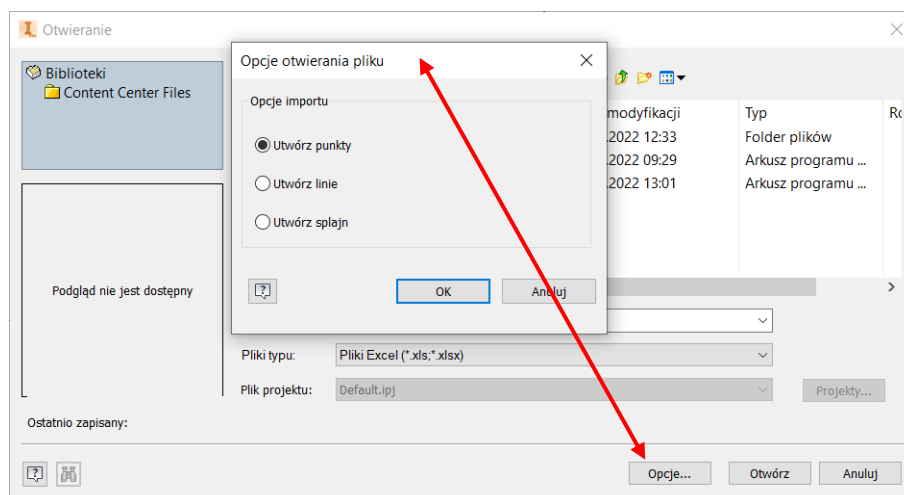 Otwieranie
Biblioteki
Content Center Files
Opcje otwierania pliku
Opcje importu
Utwórz punkty
Utwórz linie
Utwórz splajn
OK
Anuluj
modyfikacji Typ
.2022 12:33 Folder plików
.2022 09:29 Arkusz programu ...
.2022 13:01 Arkusz programu ...
Podgląd nie jest dostępny
Pliki typu: Pliki Excel (*.xls;*.xlsx)
Plik projektu: Default.ipj Projekty...
Ostatnio zapisany:
Opcje... Otwórz Anuluj